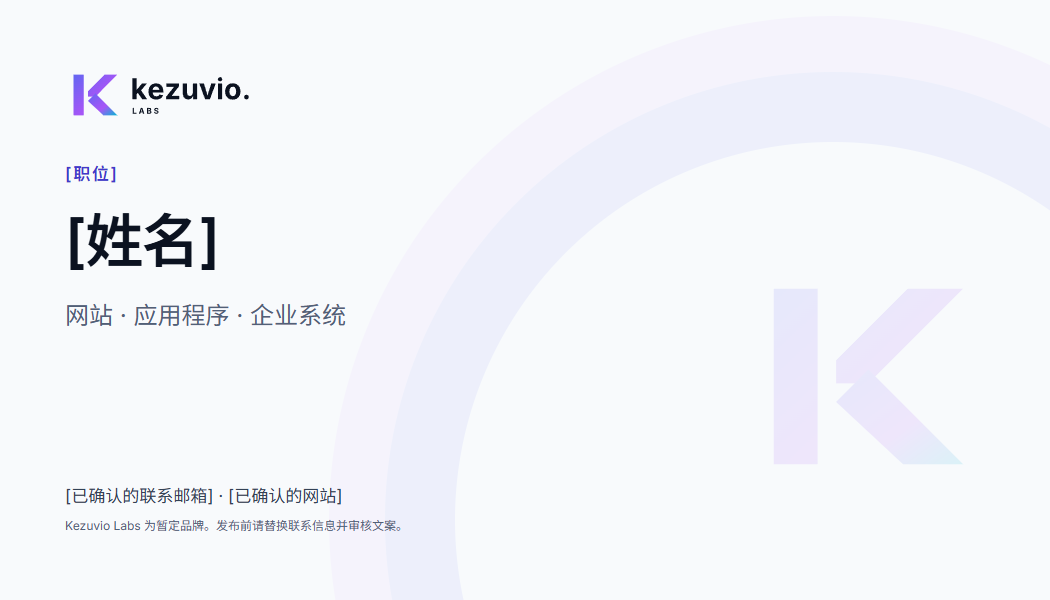 kezuvio.
LABS
[职位]
[姓名]
网站 · 应用程序 · 企业系统
[已确认的联系邮箱] · [已确认的网站]
Kezuvio Labs 为暂定品牌。发布前请替换联系信息并审核文案。